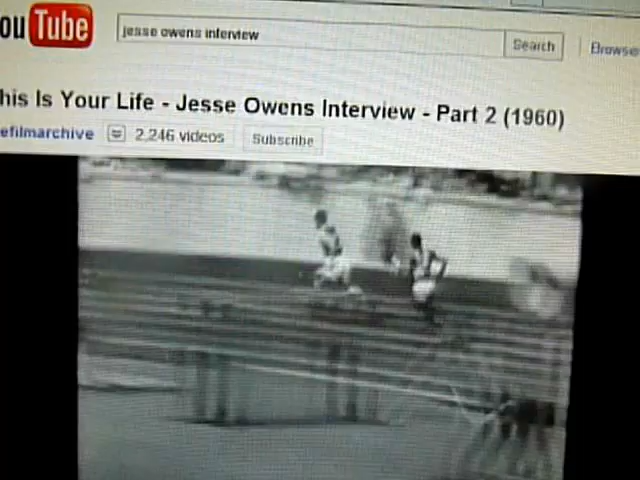 ou Tube
jesse owens interview
Search
Browse
his Is Your Life - Jesse Owens Interview - Part 2 (1960)
efilmarchive
2,246 videos
Subscribe